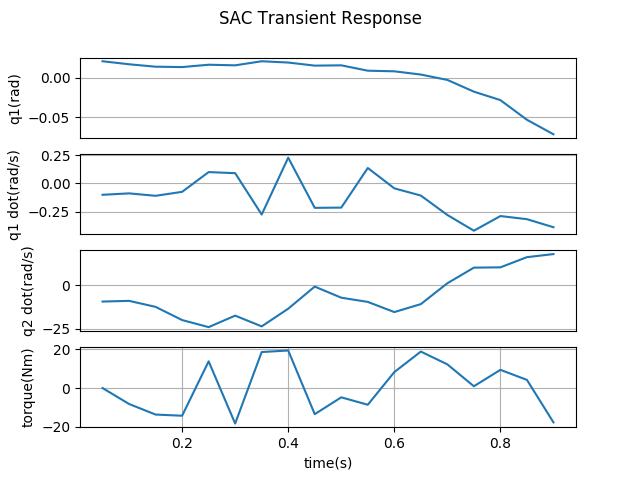 SAC Transient Response
0.00
−0.05
q1(rad)
0.25
0.00
−0.25
q1 dot(rad/s)
0
−25
q2 dot(rad/s)
20
0
−20
torque(Nm)
0.2 0.4 0.6 0.8
time(s)